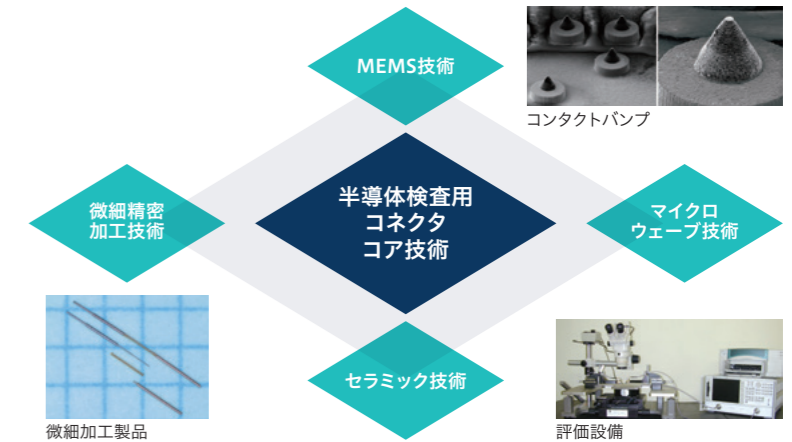 MEMS技術
コンタクトバンプ
微細精密
加工技術
半導体検査用
コネクタ
コア技術
マイクロ
ウェーブ技術
微細加工製品
セラミック技術
評価設備